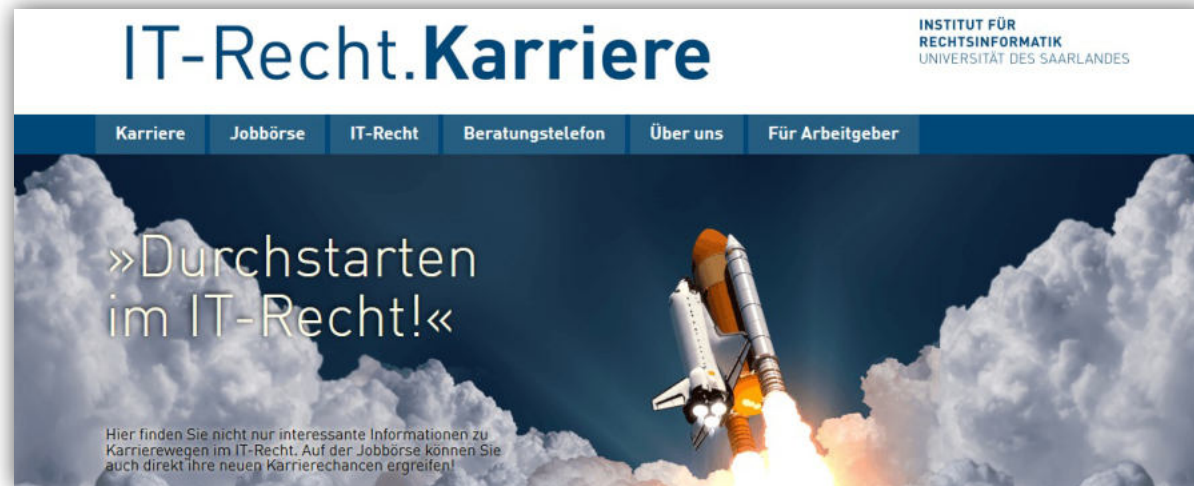 IT-Recht.Karriere
INSTITUT FÜR
RECHTSINFORMATIK
UNIVERSITÄT DES SAARLANDES
Karriere Jobbörse IT-Recht Beratungstelefon Über uns Für Arbeitgeber
»Durchstarten
im IT-Recht!«
Hier finden Sie nicht nur interessante Informationen zu
Karrierewegen im IT-Recht. Auf der Jobbörse können Sie
auch direkt ihre neuen Karrierechancen ergreifen!